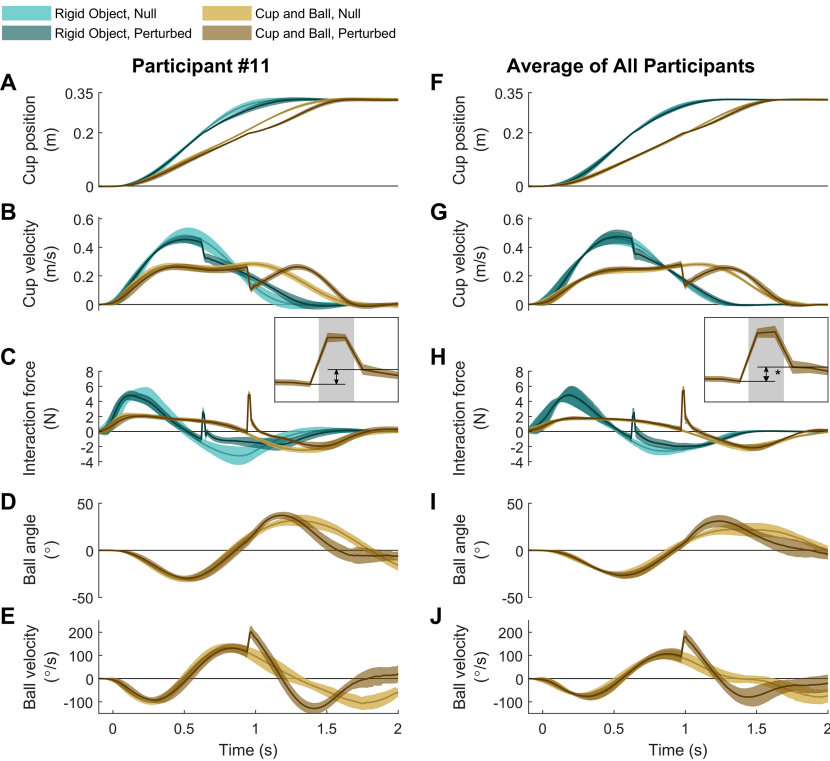 Rigid Object, Null
Cup and Ball, Null
Rigid Object, Perturbed
Cup and Ball, Perturbed
Participant #11
Average of All Participants
A
Cup position
(m)
0.35
0.2
0
F
Cup position
(m)
0.35
0.2
0
B
Cup velocity
(m/s)
0.6
0.4
0.2
0
G
Cup velocity
(m/s)
0.6
0.4
0.2
0
C
Interaction force
(N)
8
6
4
2
0
-2
-4
H
Interaction force
(N)
8
6
4
2
0
-2
-4
*
D
Ball angle
(°)
50
0
-50
I
Ball angle
(°)
50
0
-50
E
Ball velocity
(°/s)
200
100
0
-100
0
0.5
1
1.5
2
Time (s)
J
Ball velocity
(°/s)
200
100
0
-100
0
0.5
1
1.5
2
Time (s)